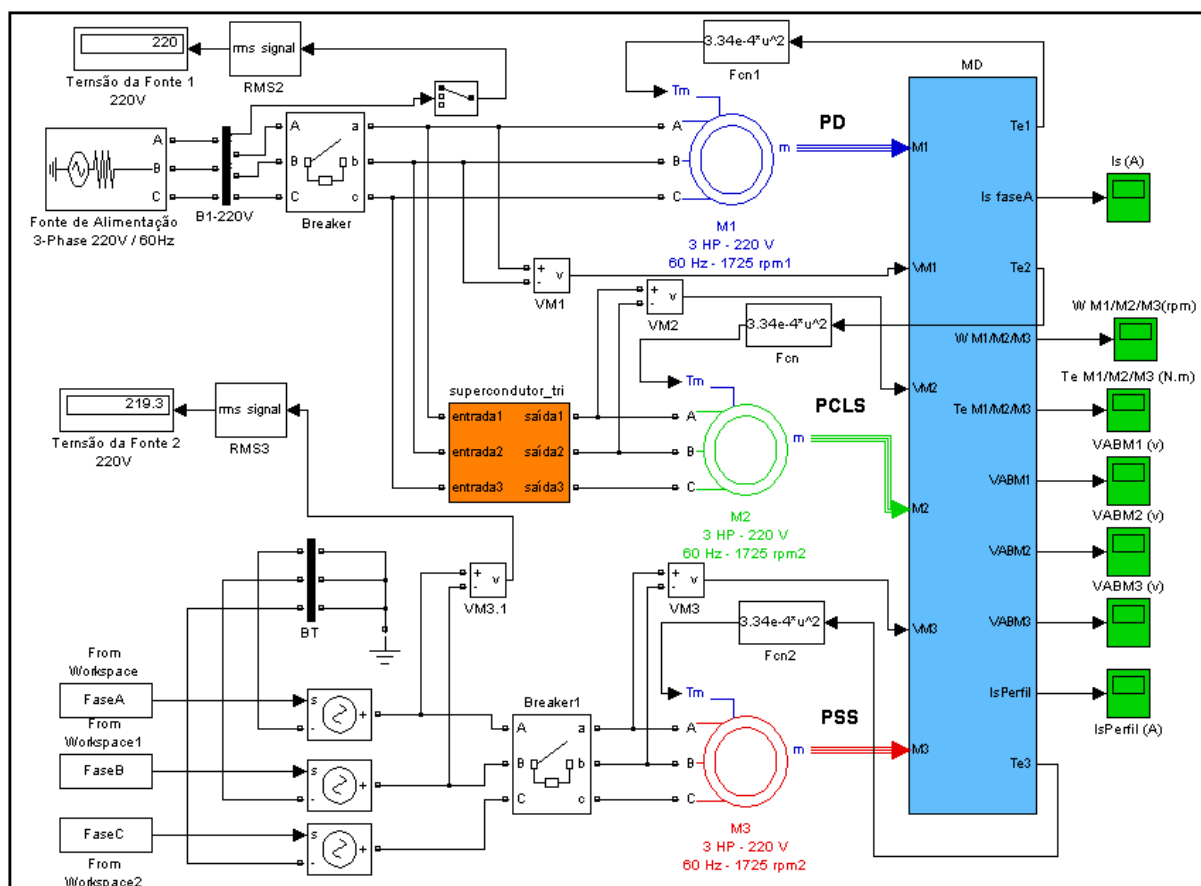 220
Ternsão da Fonte 1
220V
rms signal
RMS2
3.34e-4*u^2
Fcn1
MD
Tm
A
B
C
Fonte de Alimentação
3-Phase 220V / 60Hz
B1-220V
A
B
C
a
b
c
Breaker
A
B
C
m
PD
M1
3 HP - 220 V
60 Hz - 1725 rpm1
M1
Te1
Is faseA
Is (A)
+
-
v
VM1
VM1
Te2
+
-
v
VM2
3.34e-4*u^2
Fcn
W M1/M2/M3
W M1/M2/M3(rpm)
VM2
219.3
Ternsão da Fonte 2
220V
rms signal
RMS3
supercondutor_tri
entrada1
entrada2
entrada3
saída1
saída2
saída3
Tm
A
B
C
m
PCLS
M2
3 HP - 220 V
60 Hz - 1725 rpm2
M2
Te M1/M2/M3
Te M1/M2/M3 (N.m)
VABM1 (v)
VABM1
VABM2 (v)
VABM2
VABM3 (v)
VABM3
BT
+
-
v
VM3.1
+
-
v
VM3
VM3
3.34e-4*u^2
Fcn2
From
Workspace
FaseA
s
-
+
From
Workspace1
FaseB
s
-
+
FaseC
s
-
+
From
Workspace2
Breaker1
A
B
C
a
b
c
Tm
A
B
C
m
PSS
M3
3 HP - 220 V
60 Hz - 1725 rpm2
M3
IsPerfil
IsPerfil (A)
Te3